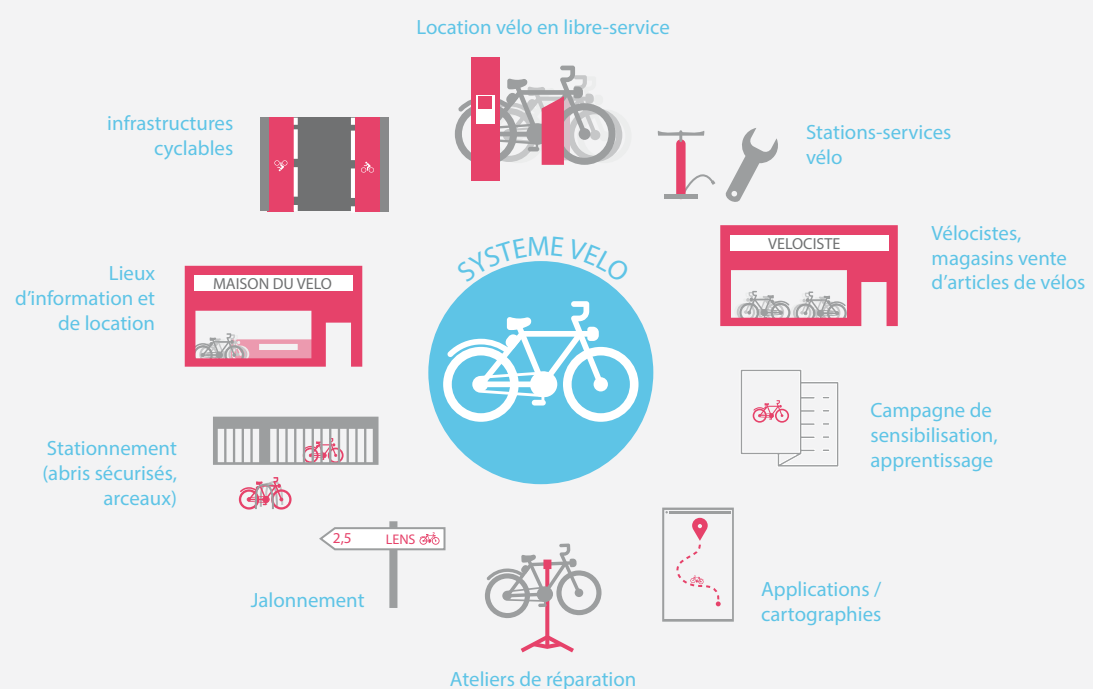 Location vélo en libre-service
infrastructures
cyclables
Stations-services
vélo
SYSTEME VELO
VELOCISTE
Vélocistes,
magasins vente
d'articles de vélos
Lieux
d'information et
de location
MAISON DU VELO
Campagne de
sensibilisation,
apprentissage
Stationnement
(abris sécurisés,
arceaux)
2,5 LENS
Jalonnement
Applications /
cartographies
Ateliers de réparation